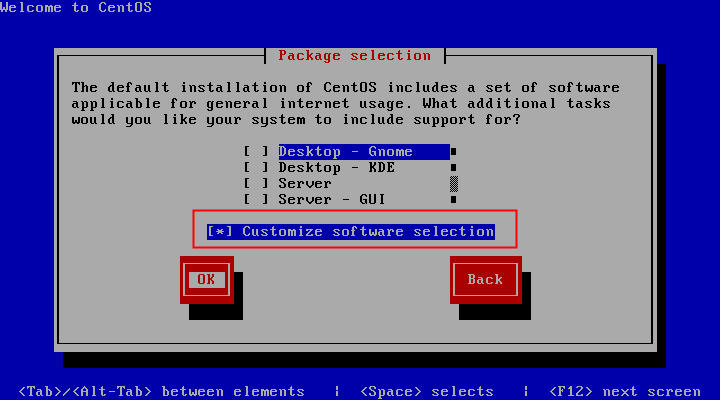 Welcome to CentOS
Package selection
The default installation of CentOS includes a set of software
applicable for general internet usage. What additional tasks
would you like your system to include support for?
[ ] Desktop - Gnome
[ ] Desktop - KDE
[ ] Server
[ ] Server - GUI
[*] Customize software selection
OK Back
<Tab>/<Alt-Tab> between elements | <Space> selects | <F12> next screen